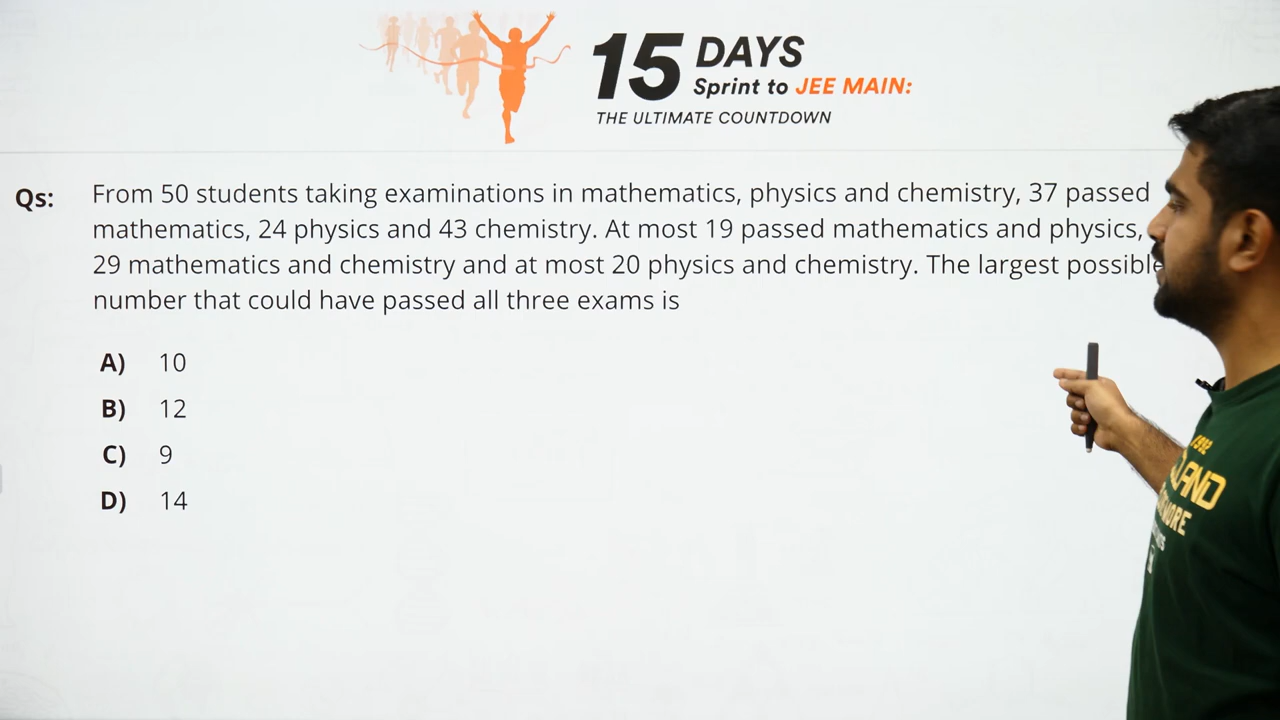 15 DAYS
Sprint to JEE MAIN:
THE ULTIMATE COUNTDOWN
Qs: From 50 students taking examinations in mathematics, physics and chemistry, 37 passed
mathematics, 24 physics and 43 chemistry. At most 19 passed mathematics and physics,
29 mathematics and chemistry and at most 20 physics and chemistry. The largest possible
number that could have passed all three exams is
A) 10
B) 12
C) 9
D) 14
1992